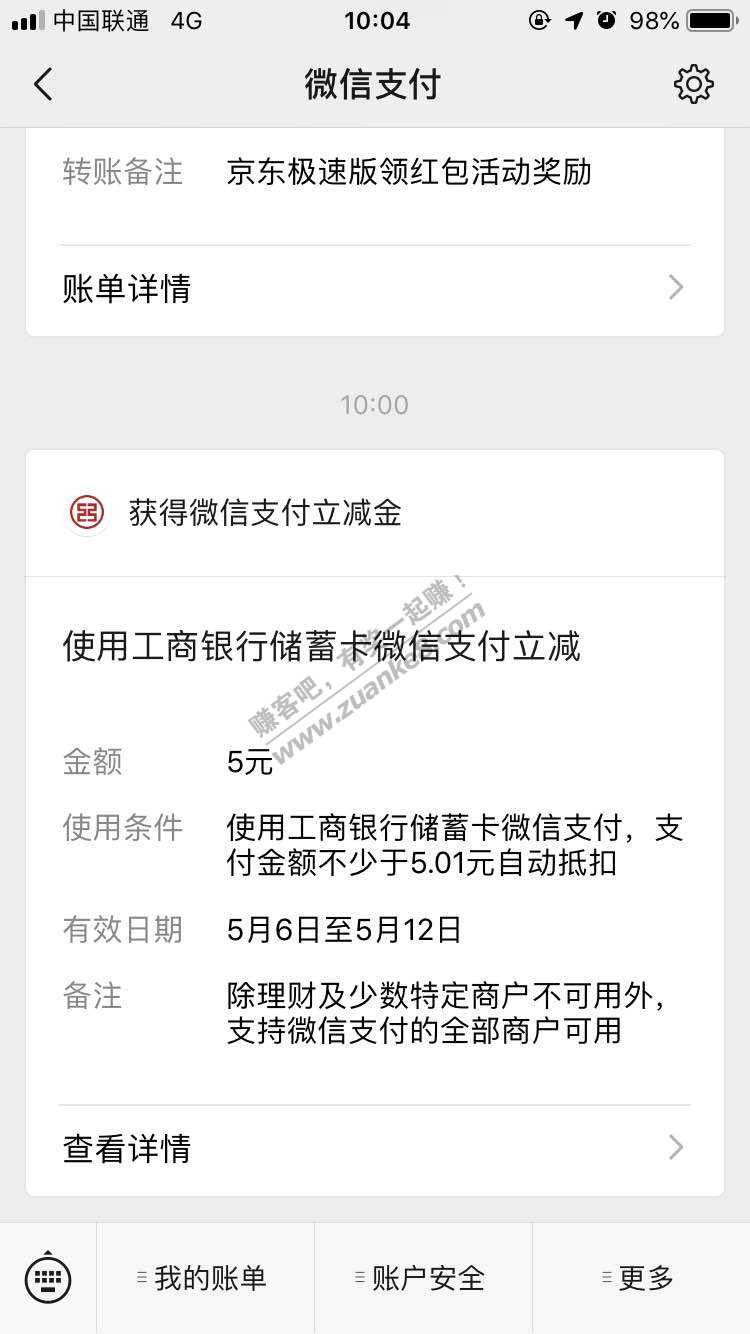 中国联通 4G 10:04 98%
微信支付
转账备注 京东极速版领红包活动奖励
账单详情
10:00
获得微信支付立减金
使用工商银行储蓄卡微信支付立减
赚客吧，有奖一起赚！
www.zuanke8.com
金额 5元
使用条件 使用工商银行储蓄卡微信支付，支
付金额不少于5.01元自动抵扣
有效日期 5月6日至5月12日
备注 除理财及少数特定商户不可用外，
支持微信支付的全部商户可用
查看详情
我的账单 账户安全 更多